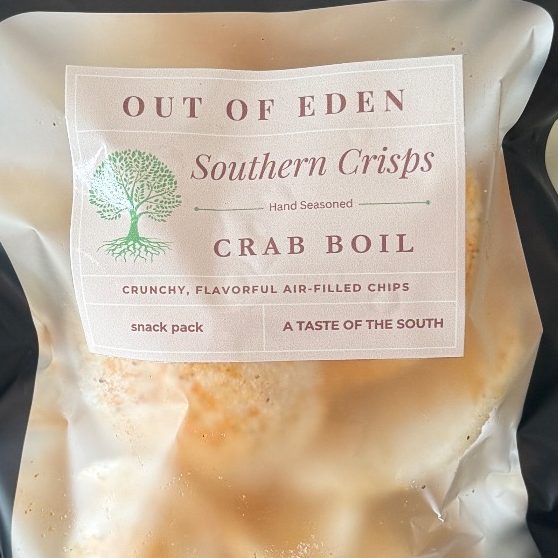 OUT OF EDEN
Southern Crisps
Hand Seasoned
CRAB BOIL
CRUNCHY, FLAVORFUL AIR-FILLED CHIPS
snack pack
A TASTE OF THE SOUTH